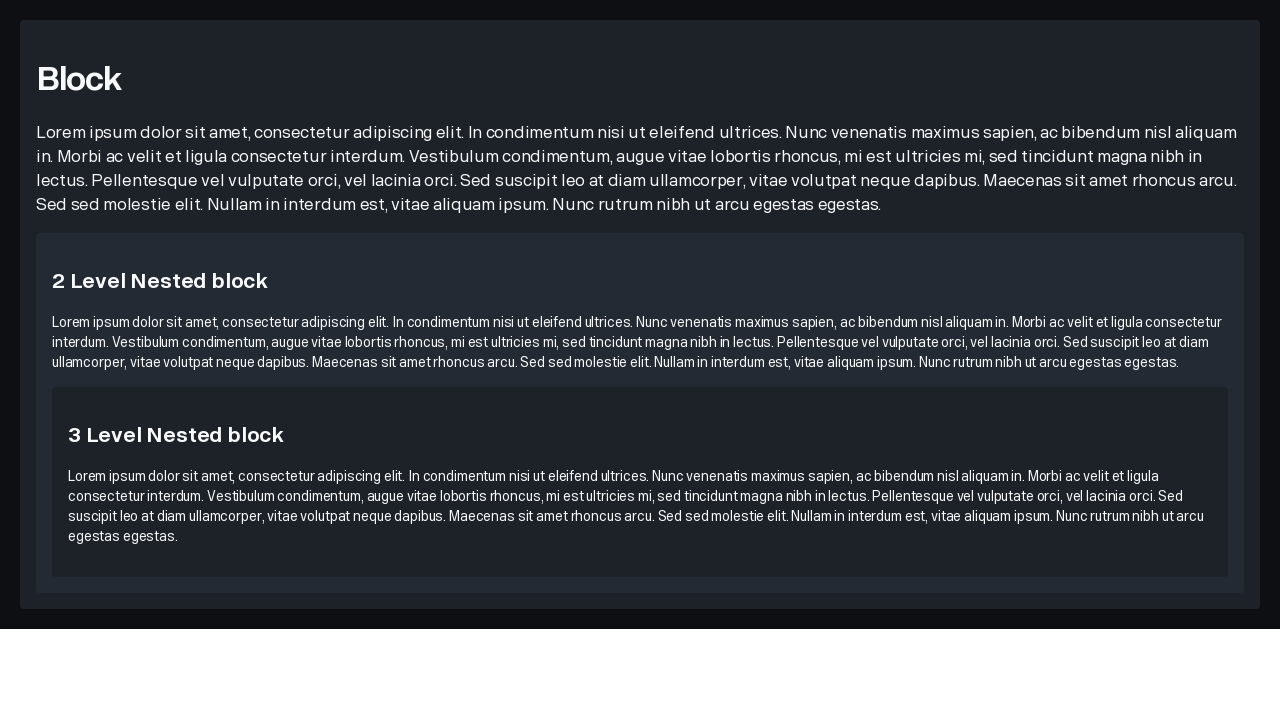 Block
Lorem ipsum dolor sit amet, consectetur adipiscing elit. In condimentum nisi ut eleifend ultrices. Nunc venenatis maximus sapien, ac bibendum nisl aliquam
in. Morbi ac velit et ligula consectetur interdum. Vestibulum condimentum, augue vitae lobortis rhoncus, mi est ultricies mi, sed tincidunt magna nibh in
lectus. Pellentesque vel vulputate orci, vel lacinia orci. Sed suscipit leo at diam ullamcorper, vitae volutpat neque dapibus. Maecenas sit amet rhoncus arcu.
Sed sed molestie elit. Nullam in interdum est, vitae aliquam ipsum. Nunc rutrum nibh ut arcu egestas egestas.
2 Level Nested block
Lorem ipsum dolor sit amet, consectetur adipiscing elit. In condimentum nisi ut eleifend ultrices. Nunc venenatis maximus sapien, ac bibendum nisl aliquam in. Morbi ac velit et ligula consectetur
interdum. Vestibulum condimentum, augue vitae lobortis rhoncus, mi est ultricies mi, sed tincidunt magna nibh in lectus. Pellentesque vel vulputate orci, vel lacinia orci. Sed suscipit leo at diam
ullamcorper, vitae volutpat neque dapibus. Maecenas sit amet rhoncus arcu. Sed sed molestie elit. Nullam in interdum est, vitae aliquam ipsum. Nunc rutrum nibh ut arcu egestas egestas.
3 Level Nested block
Lorem ipsum dolor sit amet, consectetur adipiscing elit. In condimentum nisi ut eleifend ultrices. Nunc venenatis maximus sapien, ac bibendum nisl aliquam in. Morbi ac velit et ligula
consectetur interdum. Vestibulum condimentum, augue vitae lobortis rhoncus, mi est ultricies mi, sed tincidunt magna nibh in lectus. Pellentesque vel vulputate orci, vel lacinia orci. Sed
suscipit leo at diam ullamcorper, vitae volutpat neque dapibus. Maecenas sit amet rhoncus arcu. Sed sed molestie elit. Nullam in interdum est, vitae aliquam ipsum. Nunc rutrum nibh ut arcu
egestas egestas.